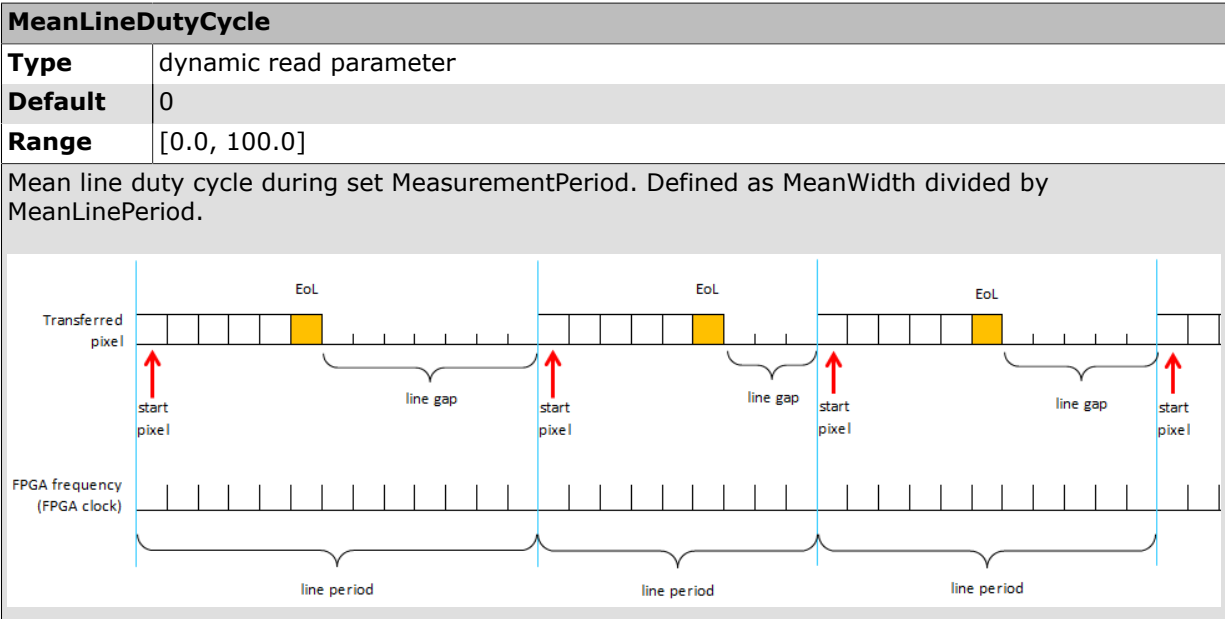 MeanLineDutyCycle
Type dynamic read parameter
Default 0
Range [0.0, 100.0]
Mean line duty cycle during set MeasurementPeriod. Defined as MeanWidth divided by
MeanLinePeriod.
EoL EoL EoL
Transferred
pixel
line gap line gap line gap
start start start start
pixel pixel pixel pixel
FPGA frequency
(FPGA clock)
line period line period line period